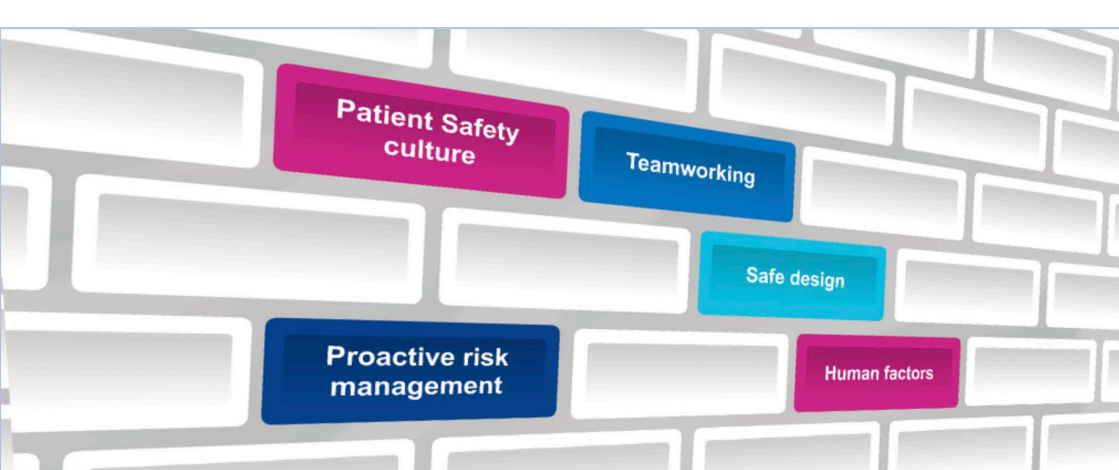 Patient Safety
culture
Teamworking
Safe design
Proactive risk
management
Human factors